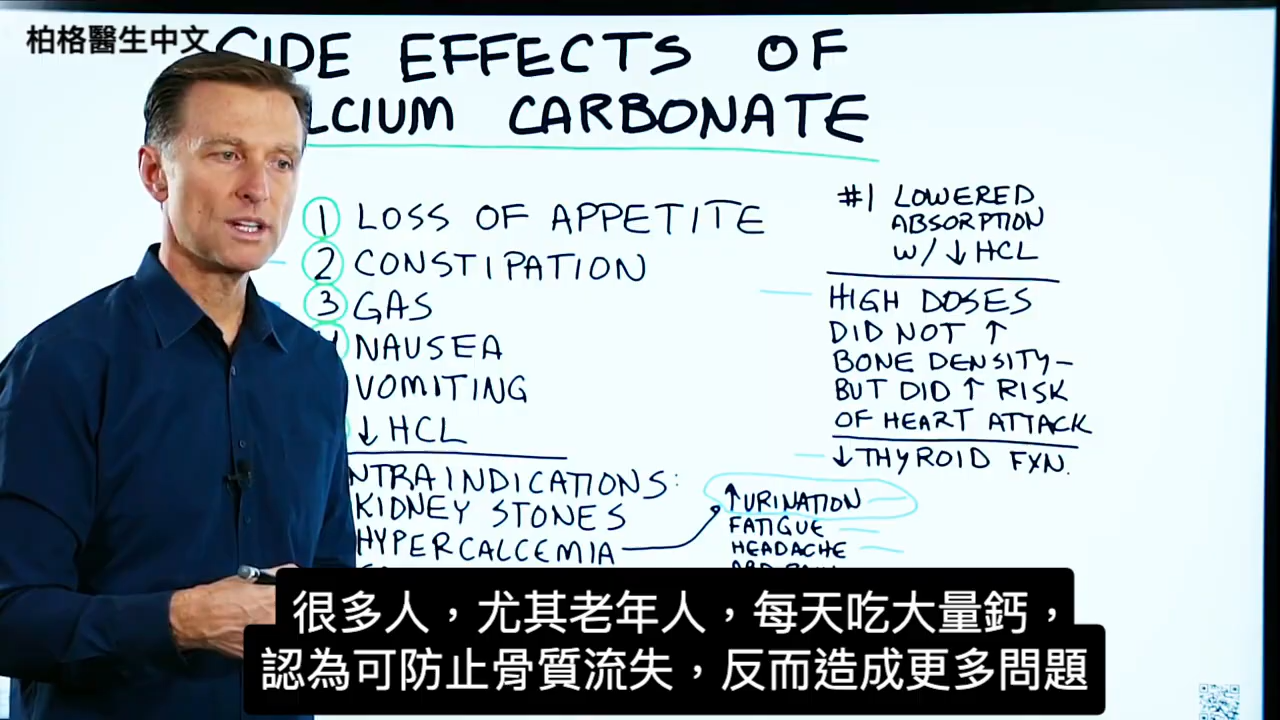 柏格醫生中文
SIDE EFFECTS OF
LCIUM CARBONATE
1 LOSS OF APPETITE
2 CONSTIPATION
3 GAS
NAUSEA
VOMITING
↓ HCL
NTRAINDICATIONS:
KIDNEY STONES
HYPERCALCEMIA
#1 LOWERED
ABSORPTION
W/ ↓ HCL
HIGH DOSES
DID NOT ↑
BONE DENSITY-
BUT DID ↑ RISK
OF HEART ATTACK
↓ THYROID FXN.
↑ URINATION
FATIGUE
HEADACHE
很多人，尤其老年人，每天吃大量鈣，
認為可防止骨質流失，反而造成更多問題